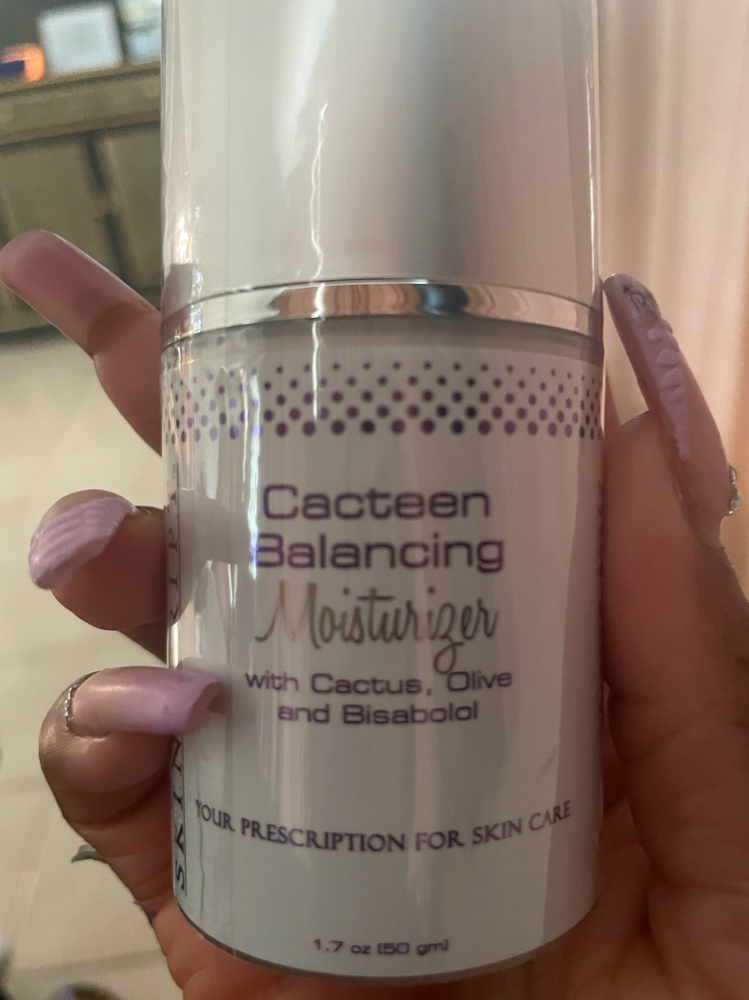 Cacteen
Balancing
Moisturizer
with Cactus, Olive
and Bisabolol
YOUR PRESCRIPTION FOR SKIN CARE
1.7 oz (50 gm)